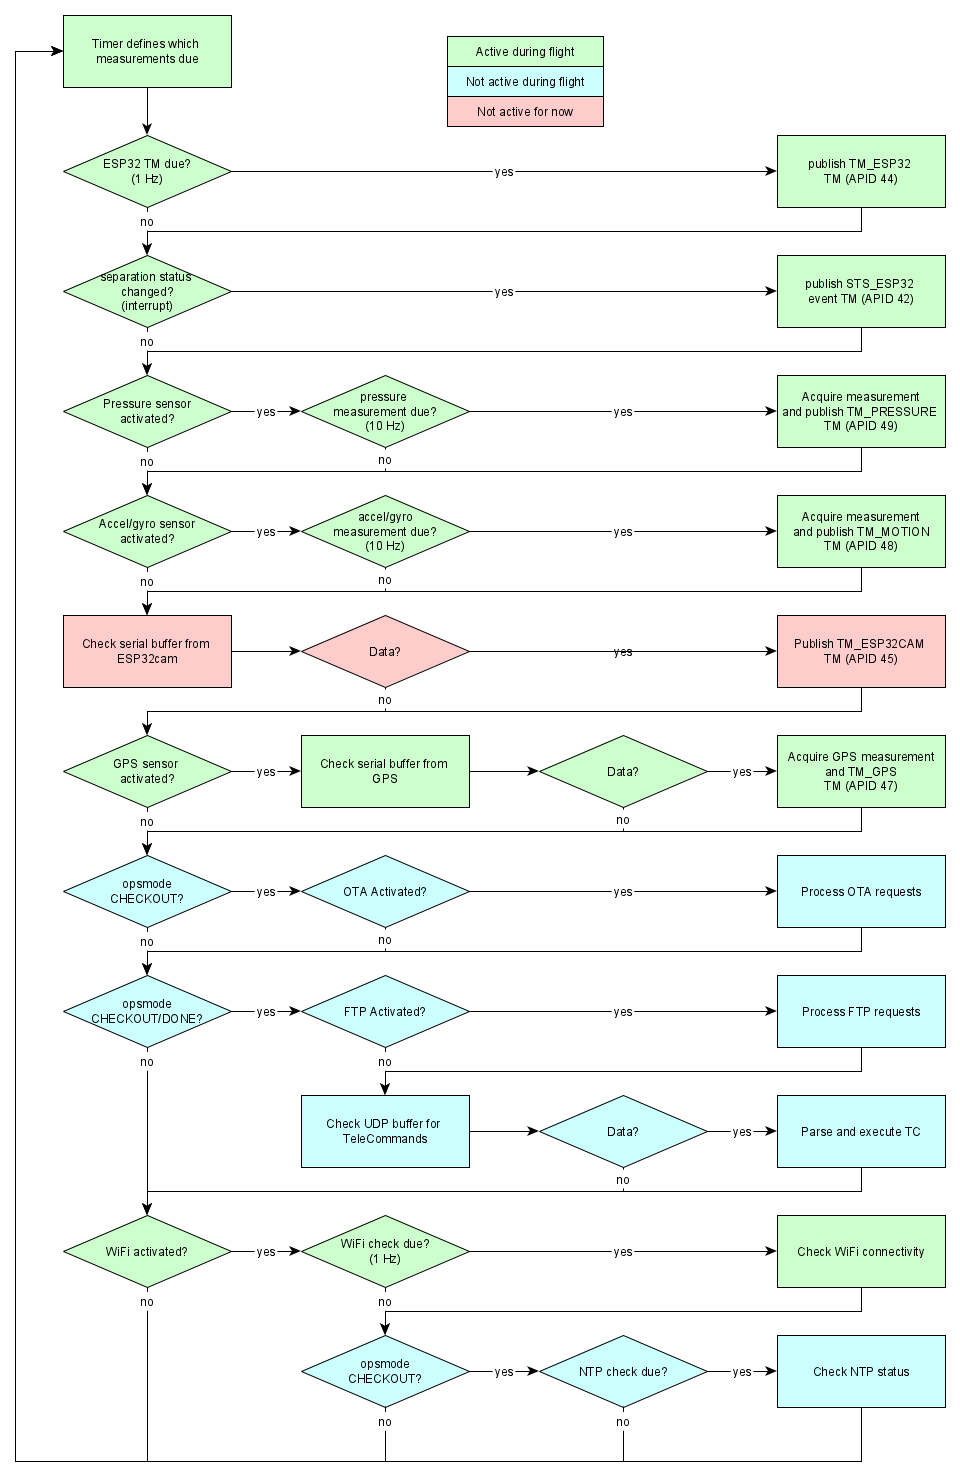 Timer defines which
measurements due
Active during flight
Not active during flight
Not active for now
ESP32 TM due?
(1 Hz)
yes
publish TM_ESP32
TM (APID 44)
no
separation status
changed?
(interrupt)
yes
publish STS_ESP32
event TM (APID 42)
no
Pressure sensor
activated?
yes
pressure
measurement due?
(10 Hz)
yes
Acquire measurement
and publish TM_PRESSURE
TM (APID 49)
no
no
Accel/gyro sensor
activated?
yes
accel/gyro
measurement due?
(10 Hz)
yes
Acquire measurement
and publish TM_MOTION
TM (APID 48)
no
no
Check serial buffer from
ESP32cam
Data?
yes
Publish TM_ESP32CAM
TM (APID 45)
no
GPS sensor
activated?
yes
Check serial buffer from
GPS
Data?
yes
Acquire GPS measurement
and TM_GPS
TM (APID 47)
no
no
opsmode
CHECKOUT?
yes
OTA Activated?
yes
Process OTA requests
no
no
opsmode
CHECKOUT/DONE?
yes
FTP Activated?
yes
Process FTP requests
no
no
Check UDP buffer for
TeleCommands
Data?
yes
Parse and execute TC
no
WiFi activated?
yes
WiFi check due?
(1 Hz)
yes
Check WiFi connectivity
no
no
opsmode
CHECKOUT?
yes
NTP check due?
yes
Check NTP status
no
no